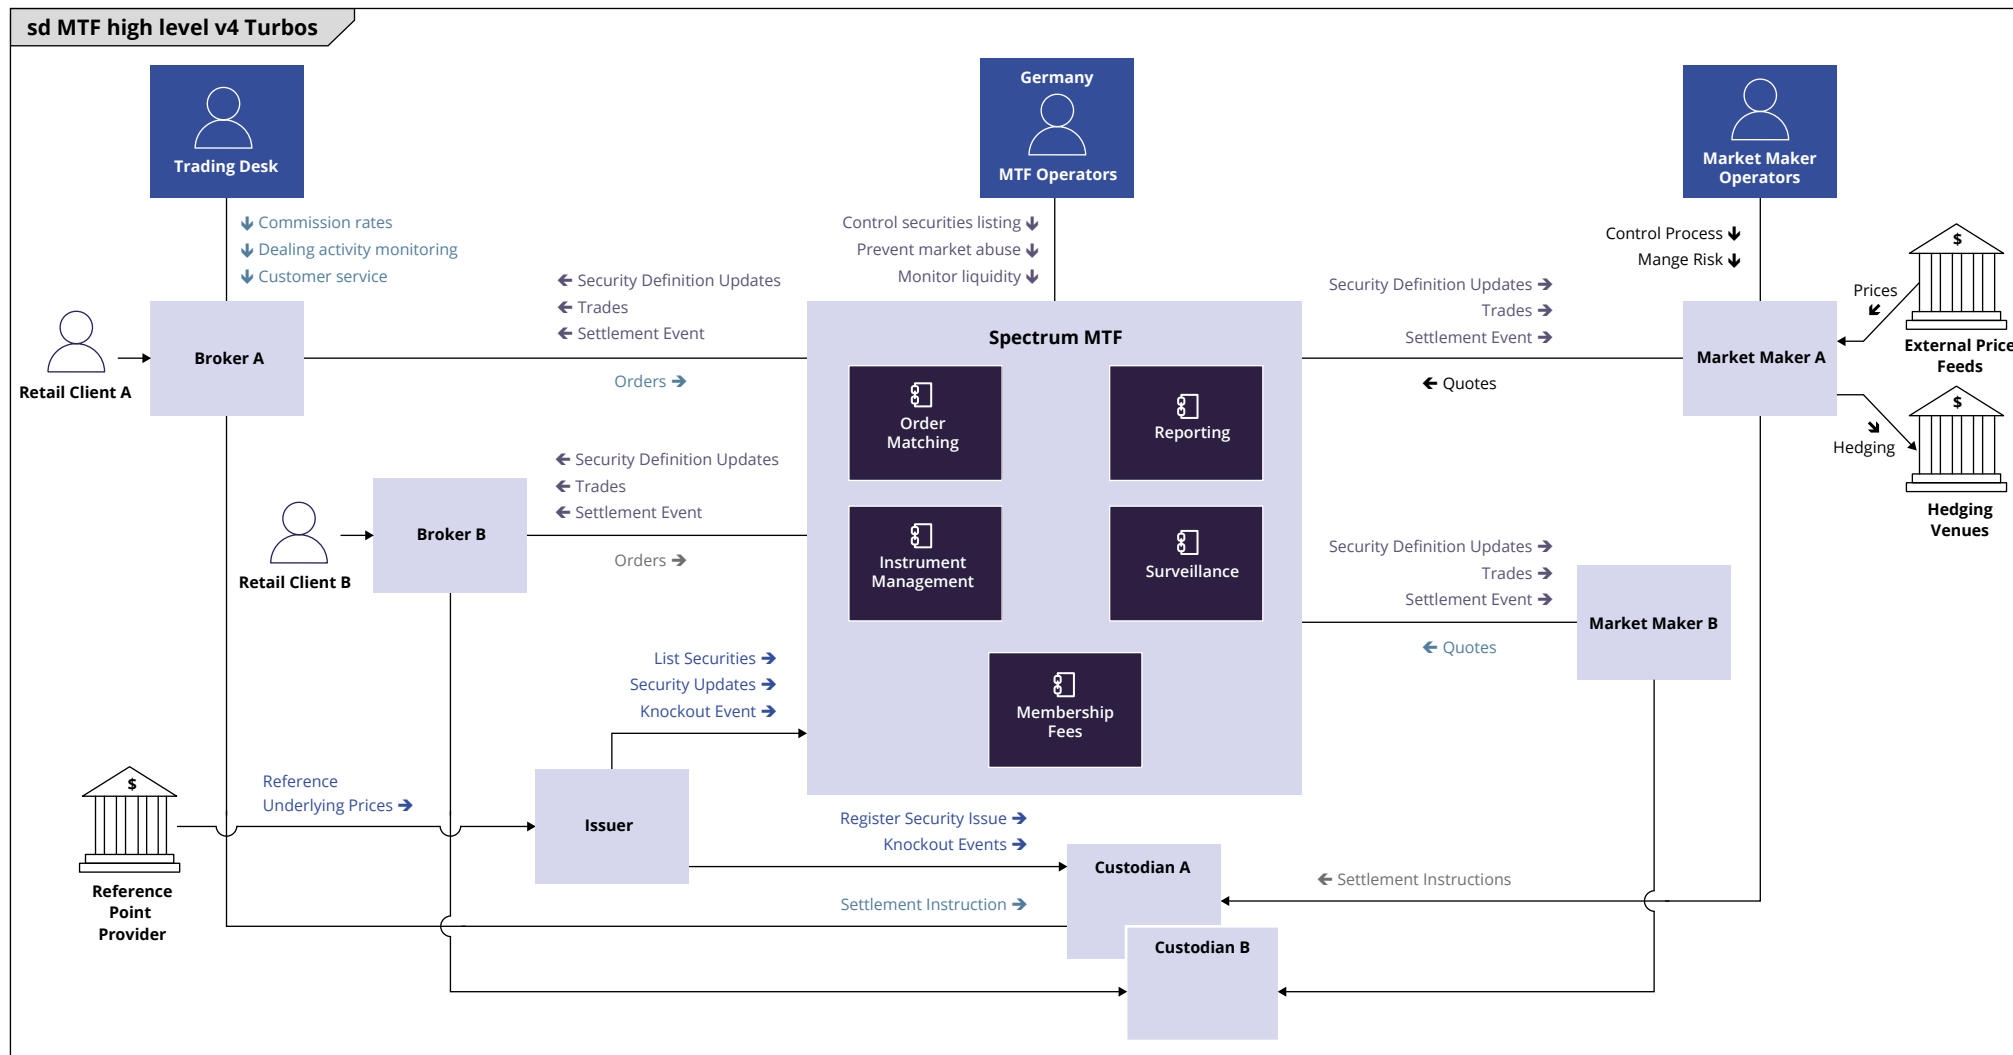 sd MTF high level v4 Turbos
Trading Desk
Germany
MTF Operators
Market Maker
Operators
Commission rates
Dealing activity monitoring
Customer service
Control securities listing
Prevent market abuse
Monitor liquidity
Control Process
Mange Risk
Security Definition Updates
Trades
Settlement Event
Orders
Retail Client A
Broker A
Spectrum MTF
Order
Matching
Reporting
Instrument
Management
Surveillance
Membership
Fees
Security Definition Updates
Trades
Settlement Event
Quotes
Market Maker A
Prices
$
External Price
Feeds
$
Hedging
Hedging
Venues
Security Definition Updates
Trades
Settlement Event
Orders
Retail Client B
Broker B
Security Definition Updates
Trades
Settlement Event
Quotes
Market Maker B
List Securities
Security Updates
Knockout Event
$
Reference
Point
Provider
Reference
Underlying Prices
Issuer
Register Security Issue
Knockout Events
Custodian A
Settlement Instruction
Settlement Instructions
Custodian B